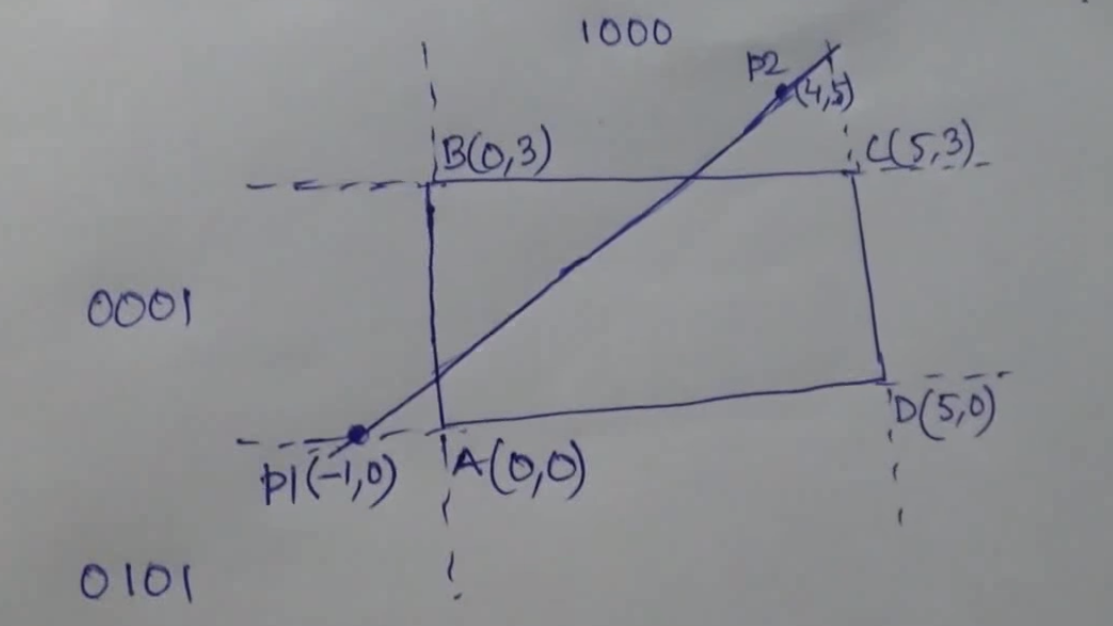 1000
p2
(4,5)
B(0,3)
C(5,3)
0001
D(5,0)
p1(-1,0)
A(0,0)
0101